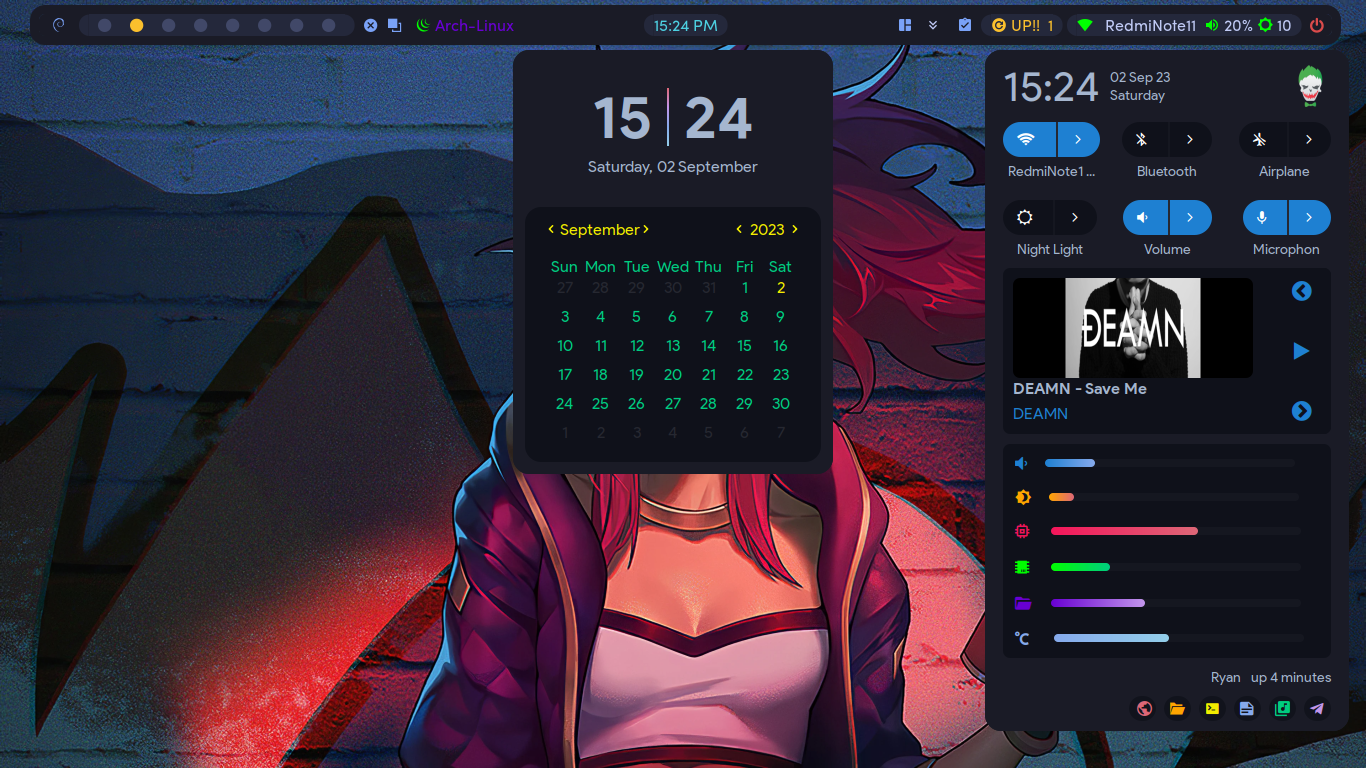 Arch-Linux
15:24 PM
UP!! 1
RedmiNote11
20%
10
15 24
Saturday, 02 September
September
2023
Sun Mon Tue Wed Thu Fri Sat
27 28 29 30 31 1 2
3 4 5 6 7 8 9
10 11 12 13 14 15 16
17 18 19 20 21 22 23
24 25 26 27 28 29 30
1 2 3 4 5 6 7
15:24
02 Sep 23
Saturday
RedmiNote1 ...
Bluetooth
Airplane
Night Light
Volume
Microphon
DEAMN
DEAMN - Save Me
DEAMN
°C
Ryan up 4 minutes